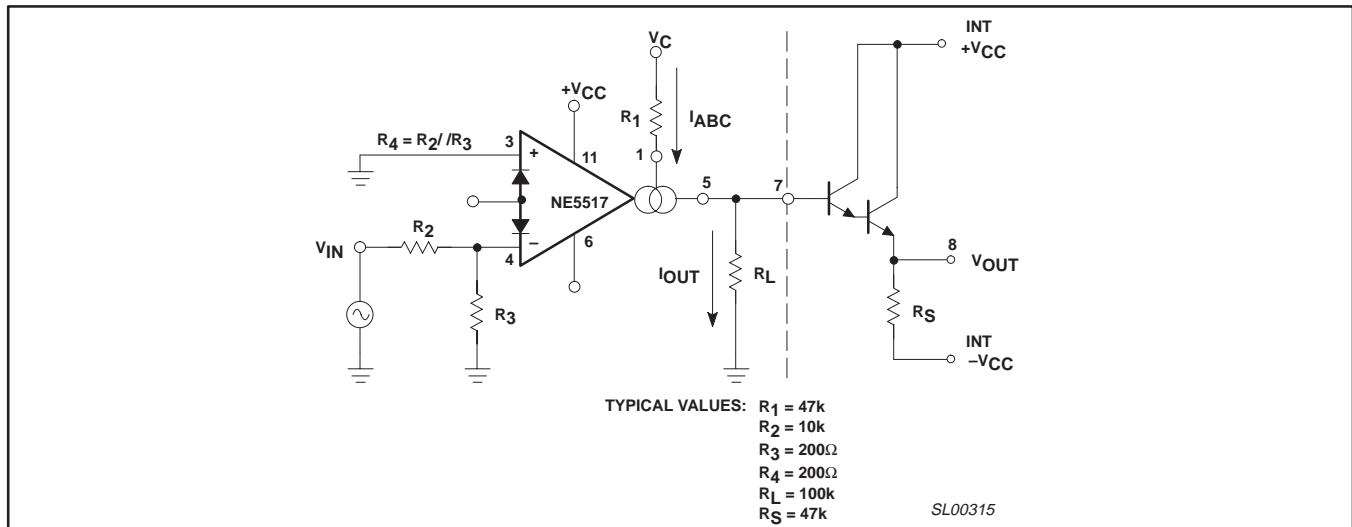 VC
INT
+VCC
+VCC
R1
IABC
R4 = R2/ /R3
3
+
11
1
NE5517
5
7
VIN
R2
4
−
6
8
VOUT
IOUT
RL
R3
RS
INT
−VCC
TYPICAL VALUES: R1 = 47k
R2 = 10k
R3 = 200Ω
R4 = 200Ω
RL = 100k
RS = 47k
SL00315